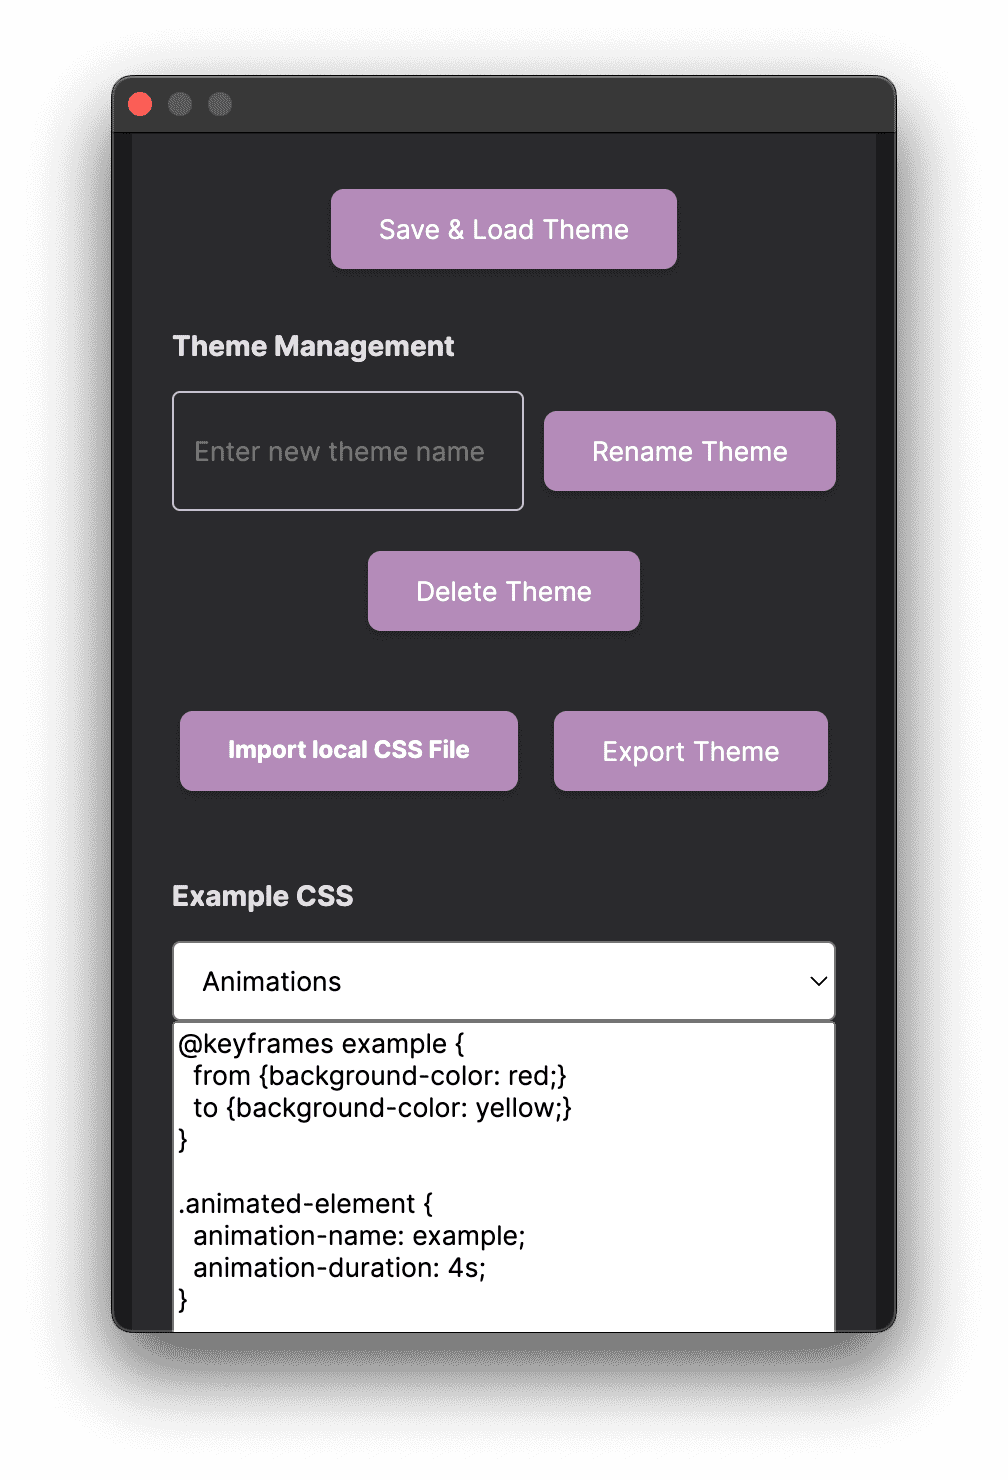 Save & Load Theme
Theme Management
Enter new theme name
Rename Theme
Delete Theme
Import local CSS File
Export Theme
Example CSS
Animations
@keyframes example {
  from {background-color: red;}
  to {background-color: yellow;}
}

.animated-element {
  animation-name: example;
  animation-duration: 4s;
}